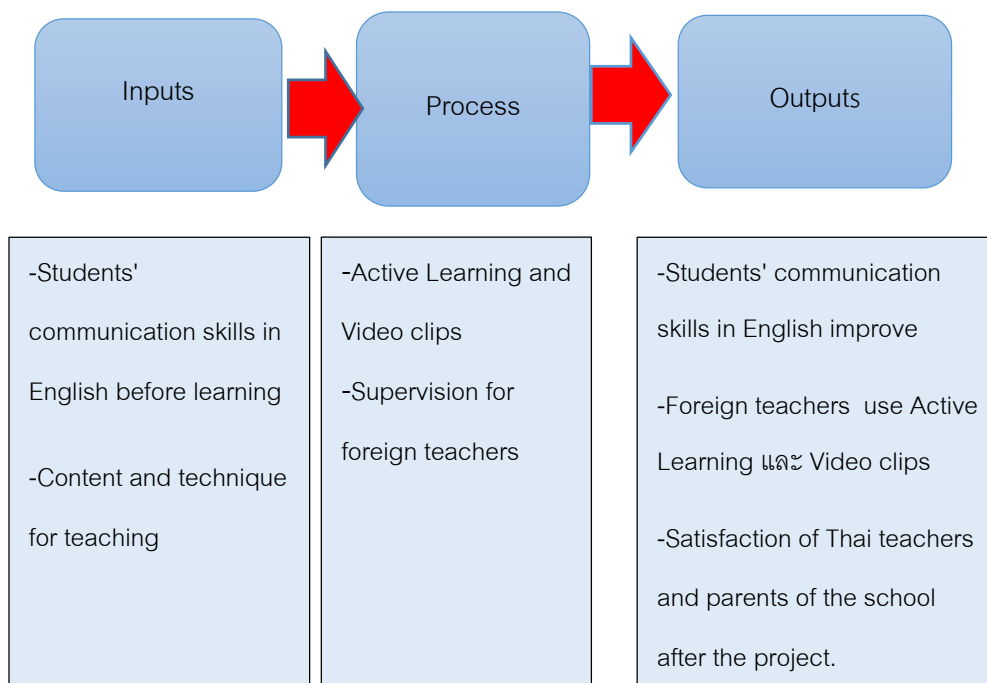 Inputs
Process
Outputs
-Students'
communication skills in
English before learning
-Content and technique
for teaching
-Active Learning and
Video clips
-Supervision for
foreign teachers
-Students' communication
skills in English improve
-Foreign teachers use Active
Learning และ Video clips
-Satisfaction of Thai teachers
and parents of the school
after the project.